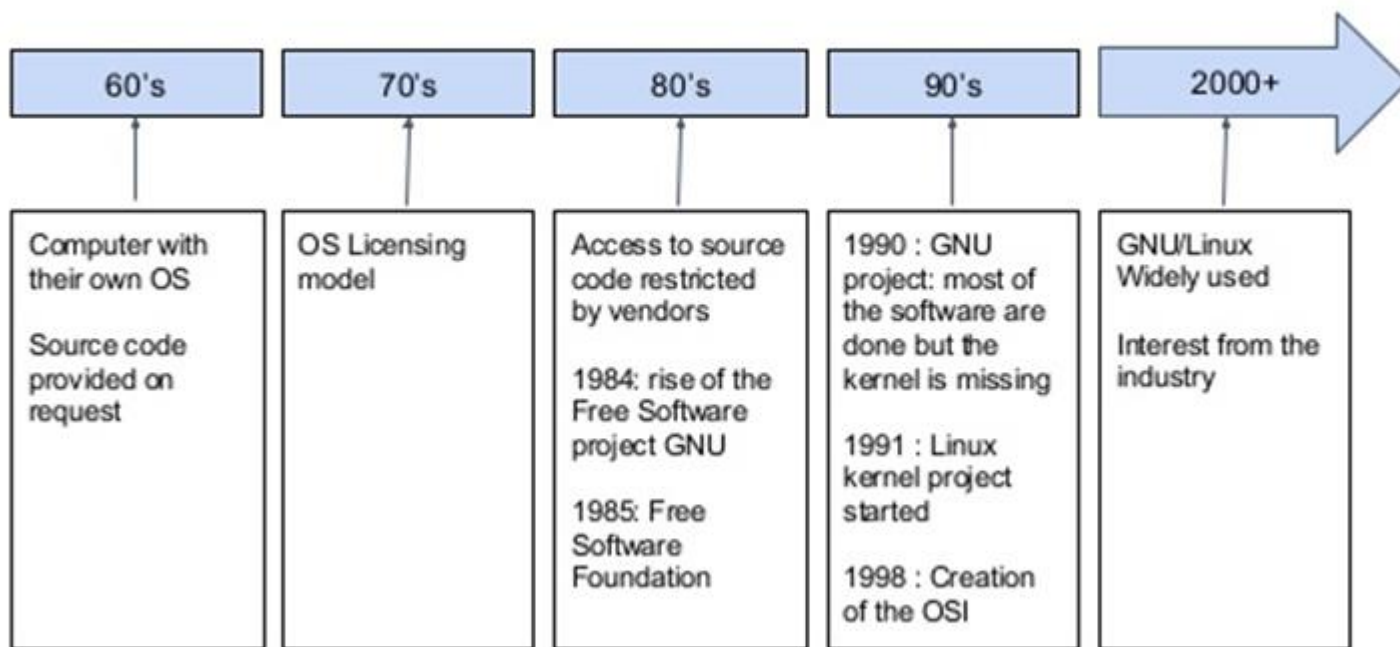 60's
70's
80's
90's
2000+
Computer with
their own OS
Source code
provided on
request
OS Licensing
model
Access to source
code restricted
by vendors
1984: rise of the
Free Software
project GNU
1985: Free
Software
Foundation
1990 : GNU
project: most of
the software are
done but the
kernel is missing
1991 : Linux
kernel project
started
1998 : Creation
of the OSI
GNU/Linux
Widely used
Interest from the
industry